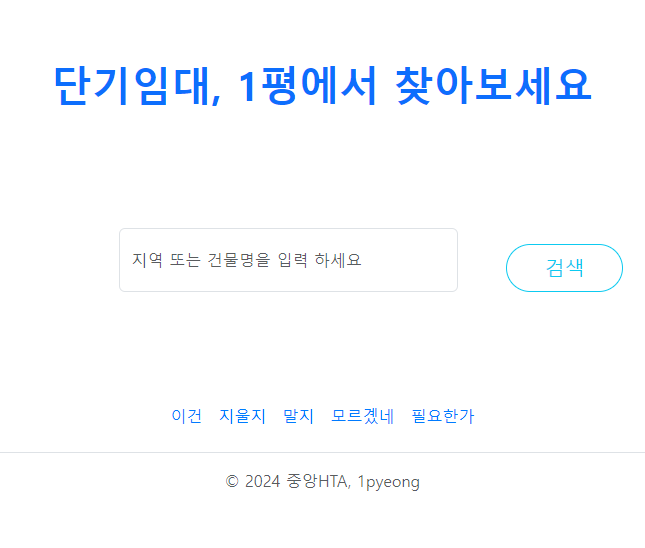 단기임대, 1평에서 찾아보세요
지역 또는 건물명을 입력 하세요
검색
이건 지울지 말지 모르곘네 필요한가
© 2024 중앙HTA, 1pyeong